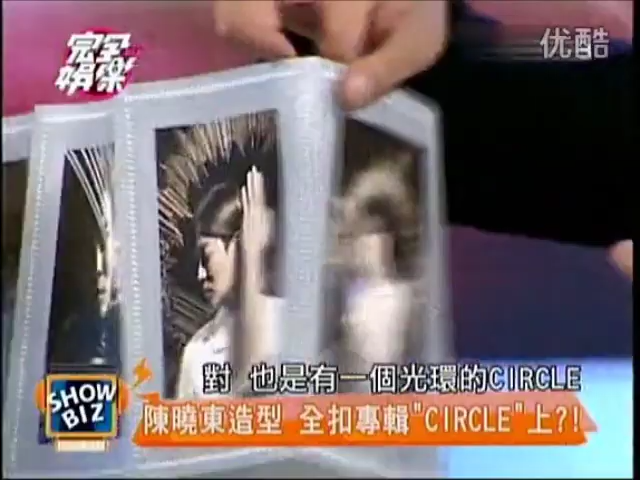 完全
娛樂
优酷
對 也是有一個光環的CIRCLE
SHOW
BIZ
陳曉東造型 全扣專輯"CIRCLE"上?!